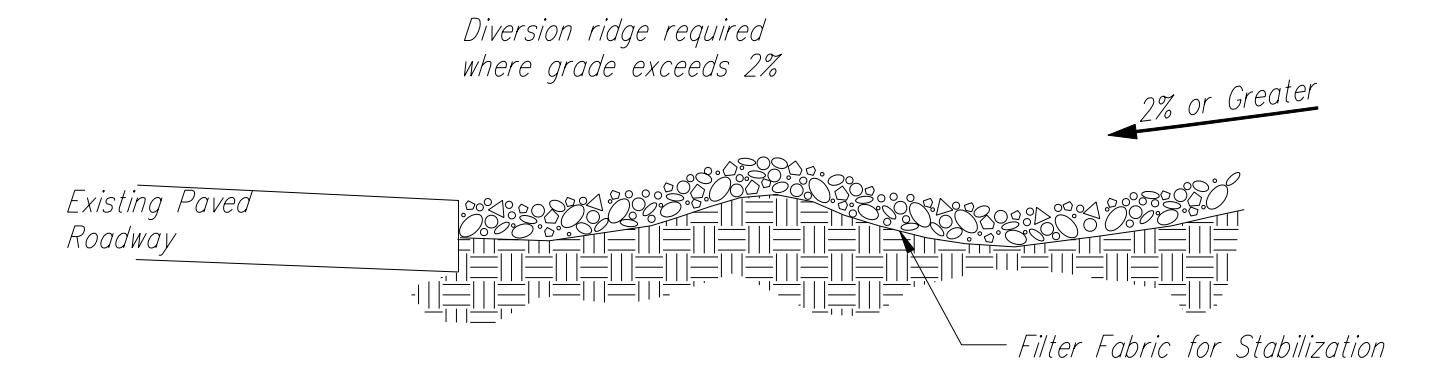 Diversion ridge required
where grade exceeds 2%
2% or Greater
Existing Paved
Roadway
Filter Fabric for Stabilization